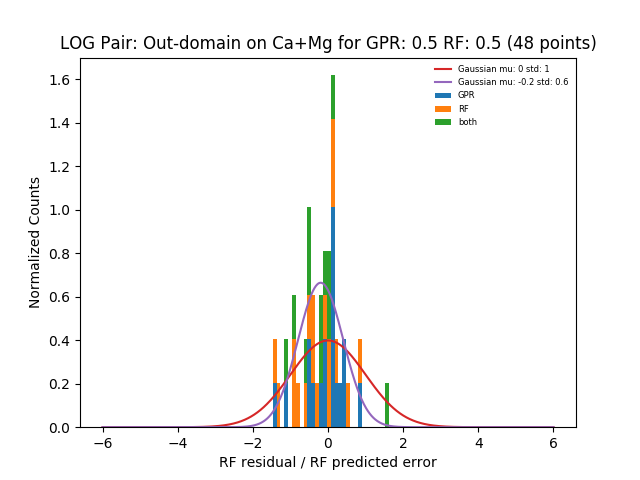 LOG Pair: Out-domain on Ca+Mg for GPR: 0.5 RF: 0.5 (48 points)
Normalized Counts
1.6
1.4
1.2
1.0
0.8
0.6
0.4
0.2
0.0
Gaussian mu: 0 std: 1
Gaussian mu: -0.2 std: 0.6
GPR
RF
both
−6 −4 −2 0 2 4 6
RF residual / RF predicted error